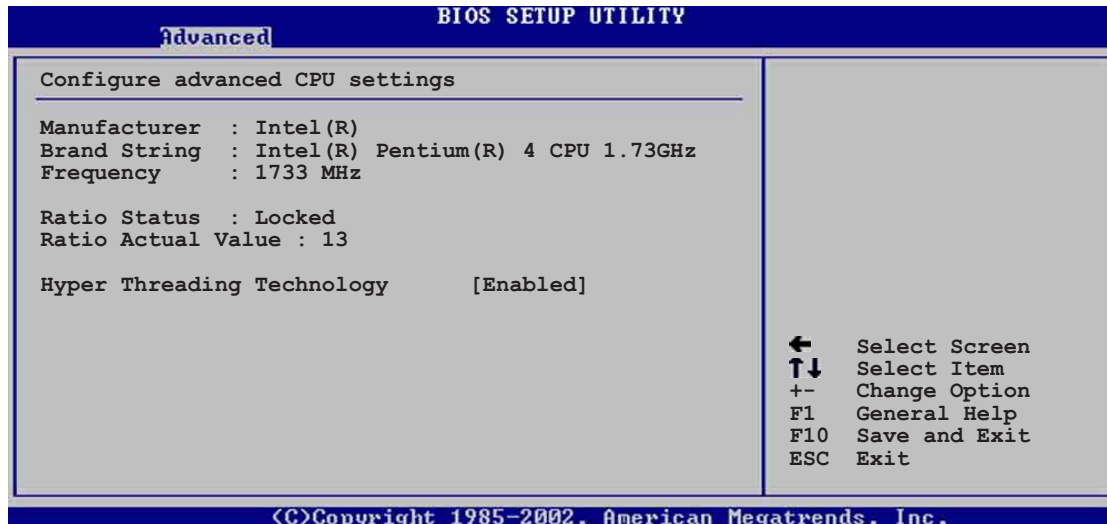 BIOS SETUP UTILITY
Advanced
Configure advanced CPU settings
Manufacturer : Intel(R)
Brand String : Intel(R) Pentium(R) 4 CPU 1.73GHz
Frequency : 1733 MHz
Ratio Status : Locked
Ratio Actual Value : 13
Hyper Threading Technology [Enabled]
← Select Screen
↑↓ Select Item
+- Change Option
F1 General Help
F10 Save and Exit
ESC Exit
(C)Copyright 1985-2002, American Megatrends, Inc.